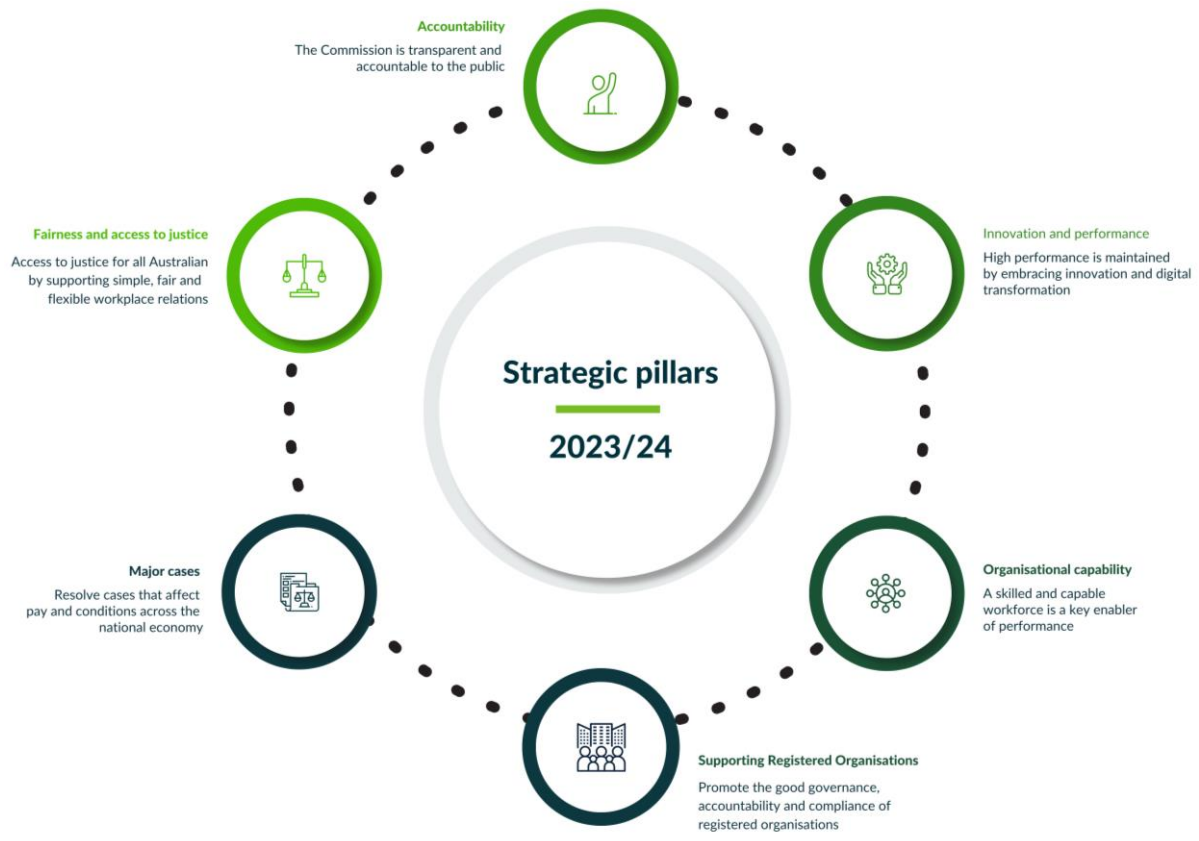 Accountability
The Commission is transparent and
accountable to the public
Innovation and performance
High performance is maintained
by embracing innovation and digital
transformation
Organisational capability
A skilled and capable
workforce is a key enabler
of performance
Supporting Registered Organisations
Promote the good governance,
accountability and compliance of
registered organisations
Major cases
Resolve cases that affect
pay and conditions across the
national economy
Fairness and access to justice
Access to justice for all Australian
by supporting simple, fair and
flexible workplace relations
Strategic pillars
2023/24